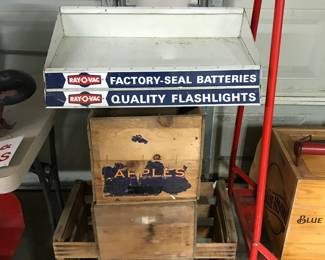 RAY-O-VAC FACTORY-SEAL BATTERIES
RAY-O-VAC QUALITY FLASHLIGHTS
APPLES
BLUE